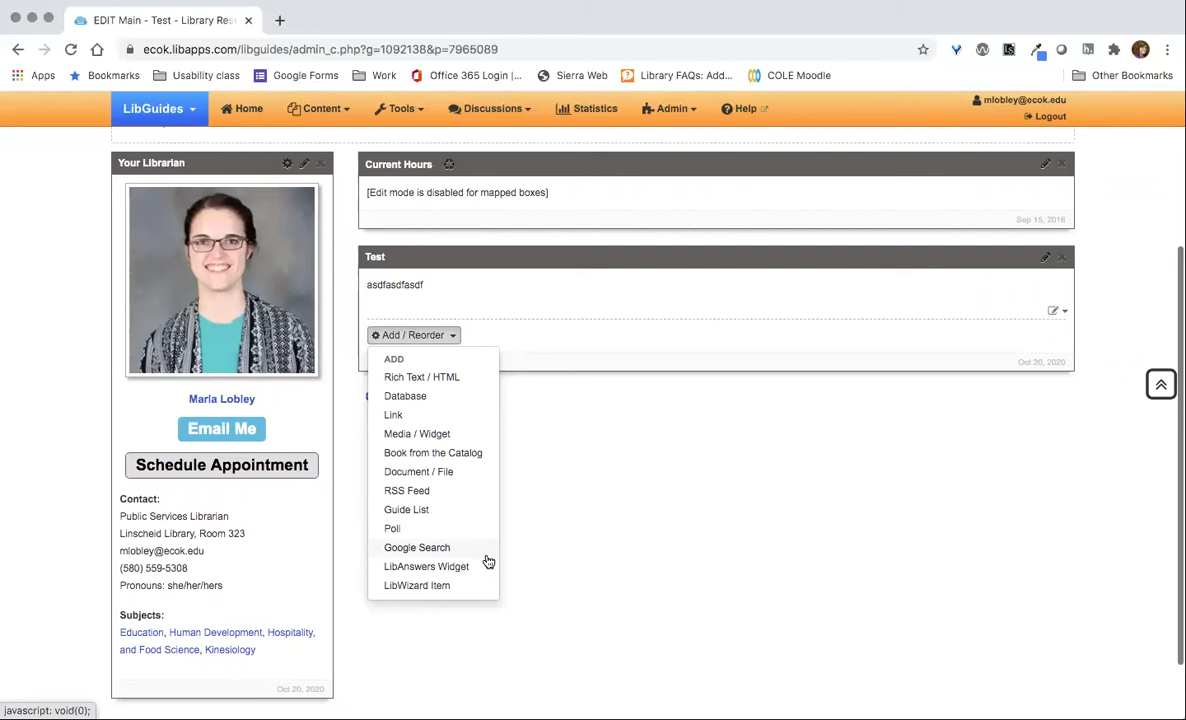 EDIT Main - Test - Library Res
ecok.libapps.com/libguides/admin_c.php?g=1092138&p=7965089
Apps Bookmarks Usability class Google Forms Work Office 365 Login |... Sierra Web Library FAQs: Add... COLE Moodle Other Bookmarks
LibGuides Home Content Tools Discussions Statistics Admin Help
mlobley@ecok.edu
Logout
Your Librarian
Marla Lobley
Email Me
Schedule Appointment
Contact:
Public Services Librarian
Linscheid Library, Room 323
mlobley@ecok.edu
(580) 559-5308
Pronouns: she/her/hers
Subjects:
Education, Human Development, Hospitality,
and Food Science, Kinesiology
Oct 20, 2020
Current Hours
[Edit mode is disabled for mapped boxes]
Sep 15, 2016
Test
asdfasdfasdf
Add / Reorder
Oct 20, 2020
ADD
Rich Text / HTML
Database
Link
Media / Widget
Book from the Catalog
Document / File
RSS Feed
Guide List
Poll
Google Search
LibAnswers Widget
LibWizard Item
javascript: void(0);